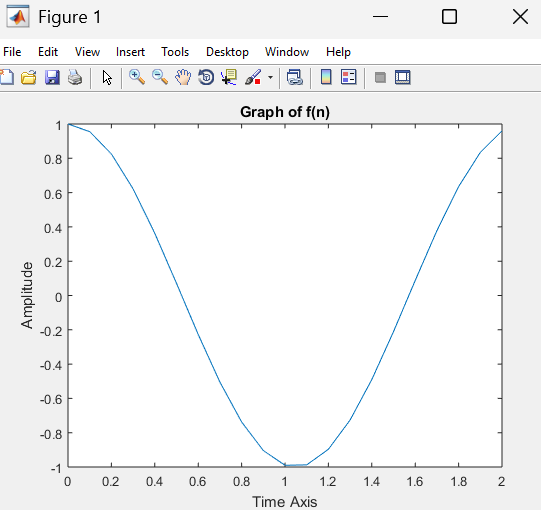 Figure 1
File Edit View Insert Tools Desktop Window Help
Graph of f(n)
1
0.8
0.6
0.4
0.2
0
-0.2
-0.4
-0.6
-0.8
-1
Amplitude
0 0.2 0.4 0.6 0.8 1 1.2 1.4 1.6 1.8 2
Time Axis